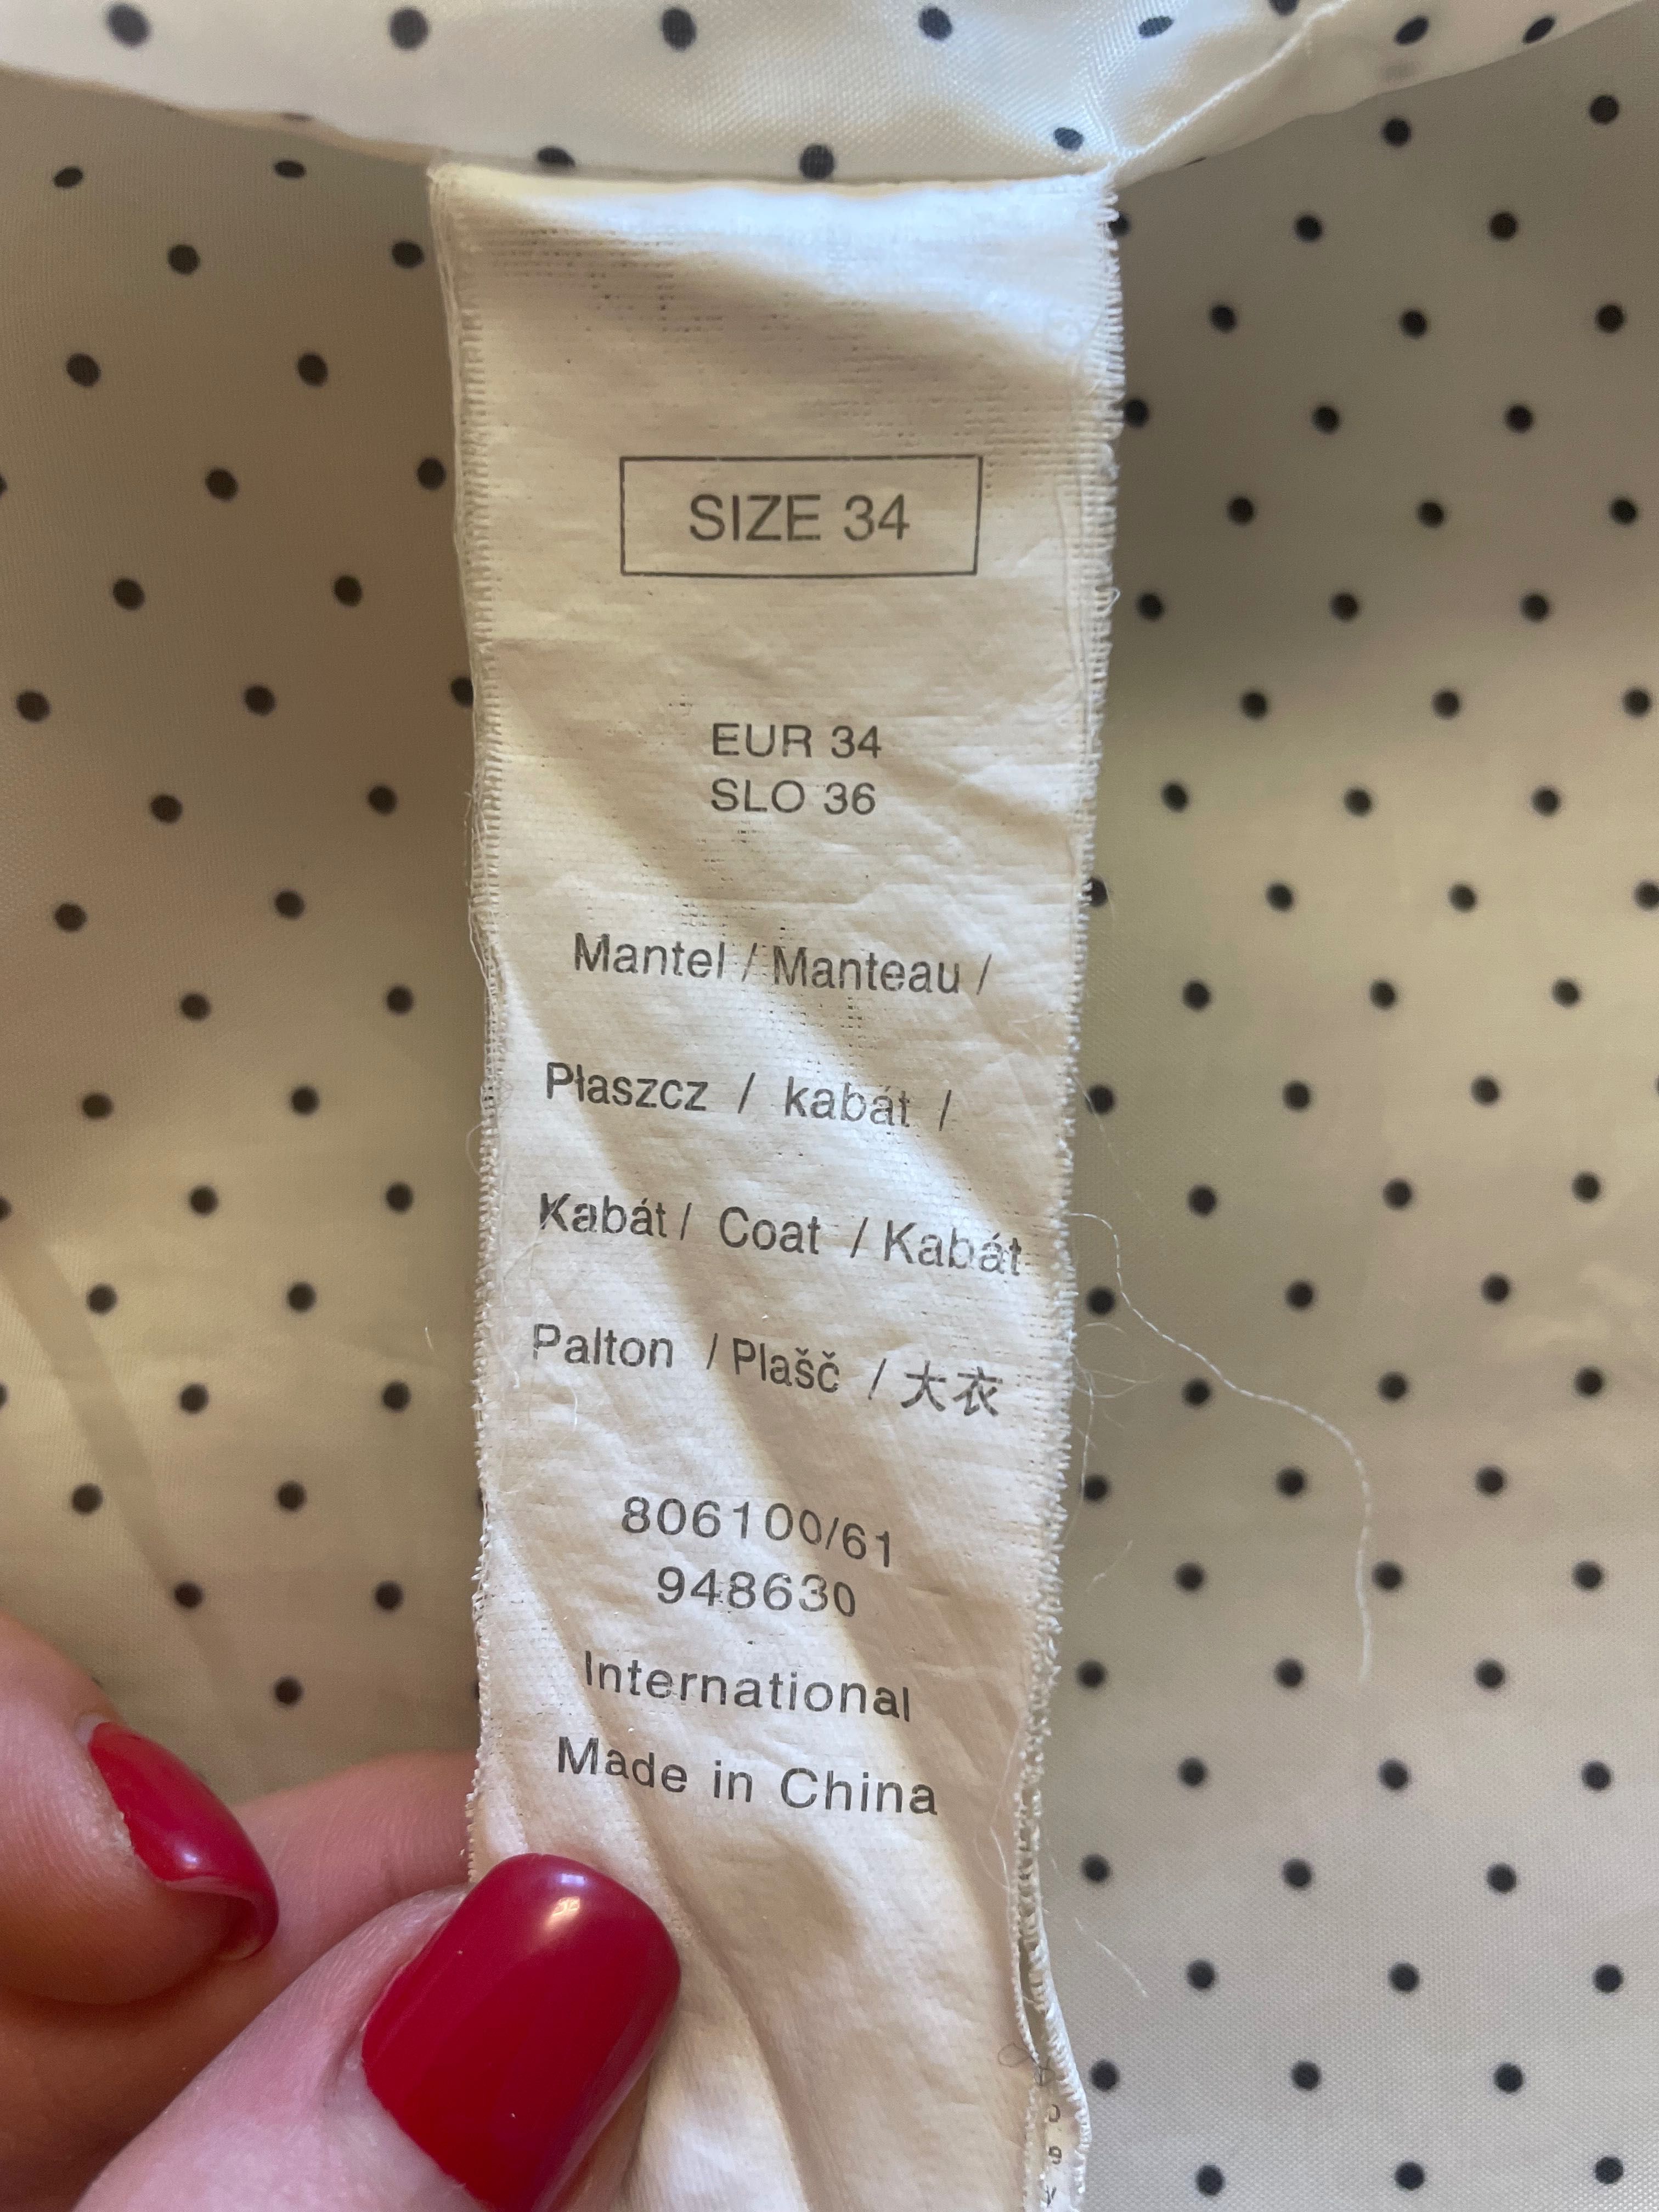 SIZE 34
EUR 34
SLO 36
Mantel / Manteau /
Płaszcz / kabát /
Kabát / Coat / Kabát
Palton / Plašč / 大衣
806100/61
948630
International
Made in China